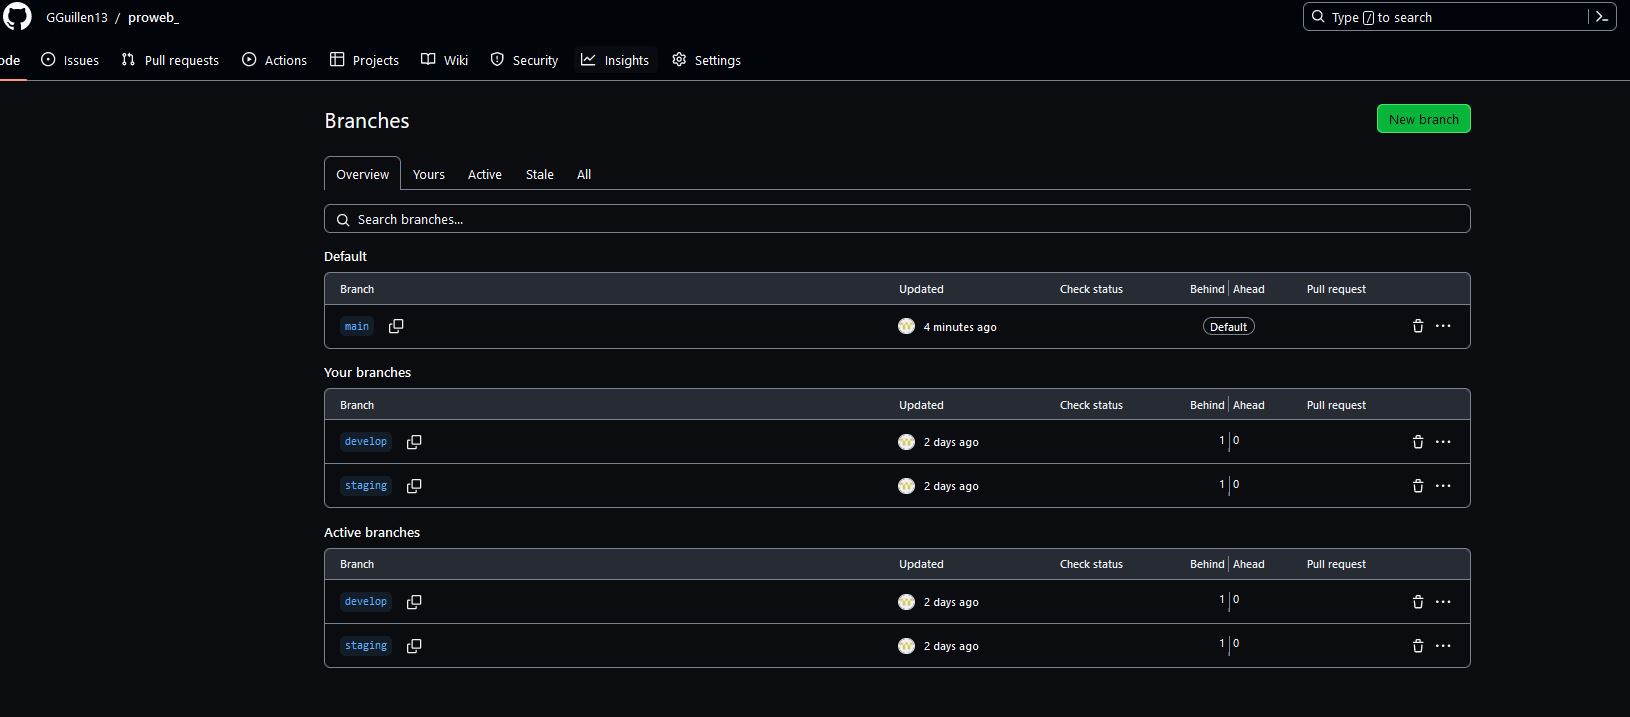 GGuillen13 / proweb_
Type / to search
ode Issues Pull requests Actions Projects Wiki Security Insights Settings
Branches
New branch
Overview Yours Active Stale All
Search branches...
Default
Branch Updated Check status Behind Ahead Pull request
main 4 minutes ago Default
Your branches
Branch Updated Check status Behind Ahead Pull request
develop 2 days ago 1 0
staging 2 days ago 1 0
Active branches
Branch Updated Check status Behind Ahead Pull request
develop 2 days ago 1 0
staging 2 days ago 1 0